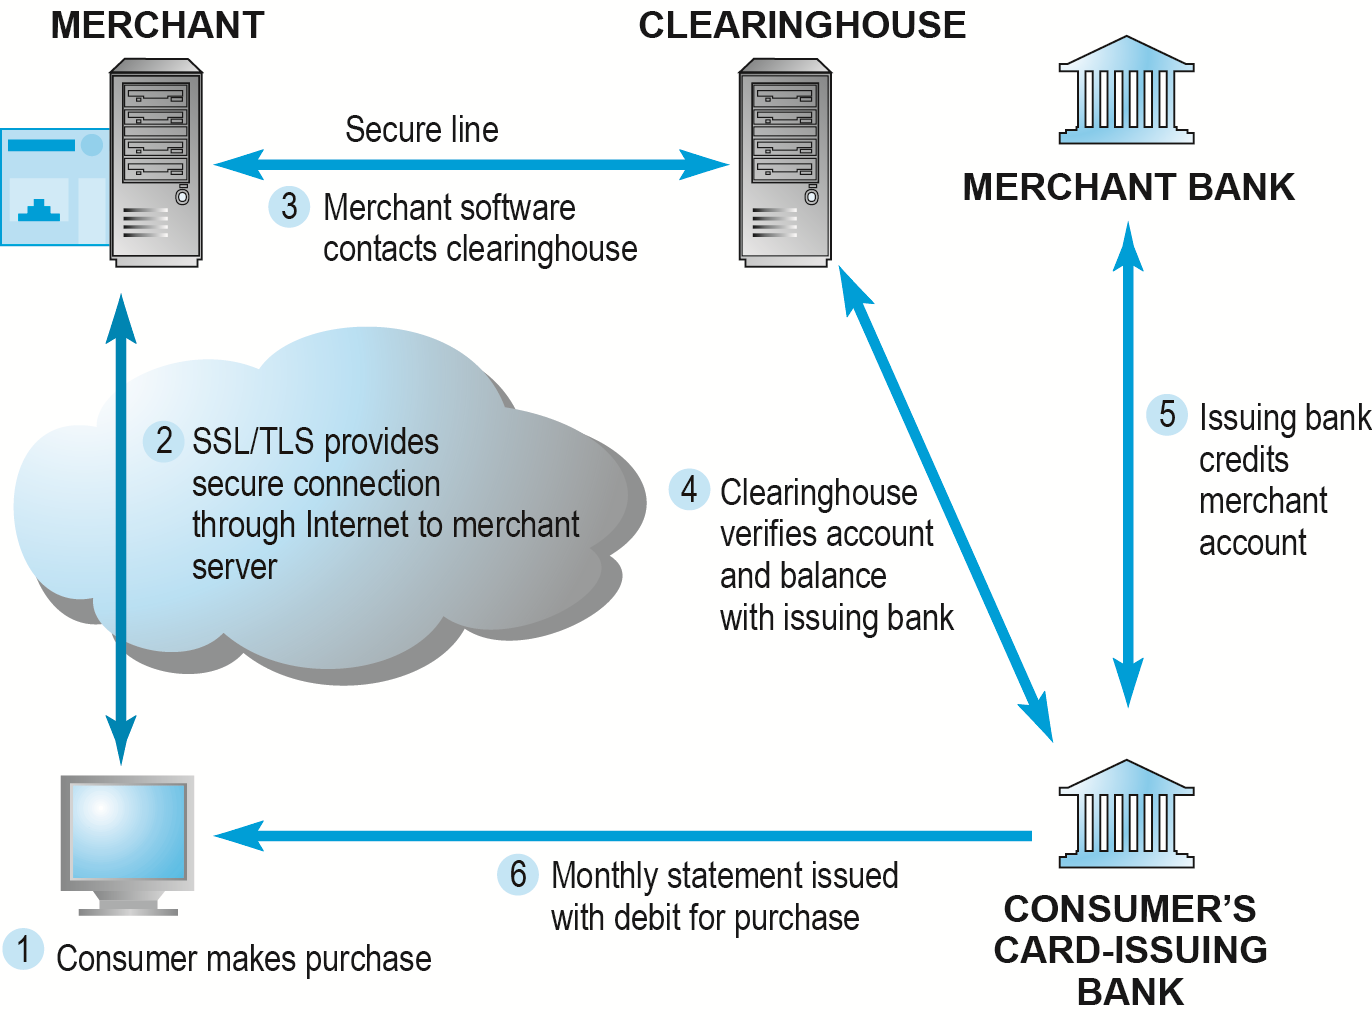 MERCHANT
CLEARINGHOUSE
Secure line
MERCHANT BANK
3 Merchant software
contacts clearinghouse
2 SSL/TLS provides
secure connection
through Internet to merchant
server
5 Issuing bank
credits
merchant
account
4 Clearinghouse
verifies account
and balance
with issuing bank
6 Monthly statement issued
with debit for purchase
CONSUMER’S
CARD-ISSUING
BANK
1 Consumer makes purchase